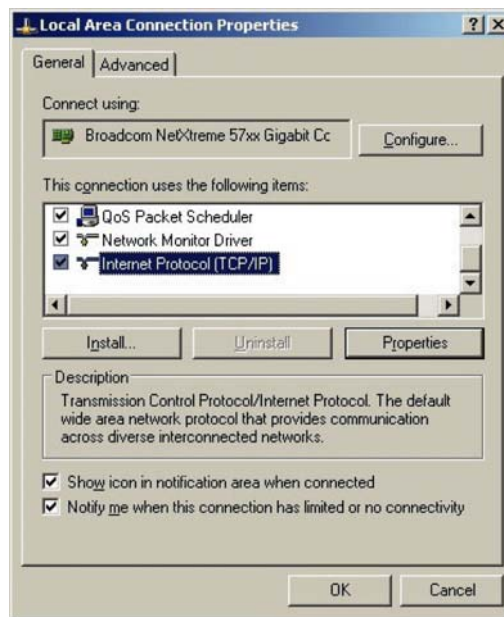 Local Area Connection Properties
General
Advanced
Connect using:
Broadcom NetXtreme 57xx Gigabit Cc
Configure...
This connection uses the following items:
QoS Packet Scheduler
Network Monitor Driver
Internet Protocol (TCP/IP)
Install...
Uninstall
Properties
Description
Transmission Control Protocol/Internet Protocol. The default
wide area network protocol that provides communication
across diverse interconnected networks.
Show icon in notification area when connected
Notify me when this connection has limited or no connectivity
OK
Cancel